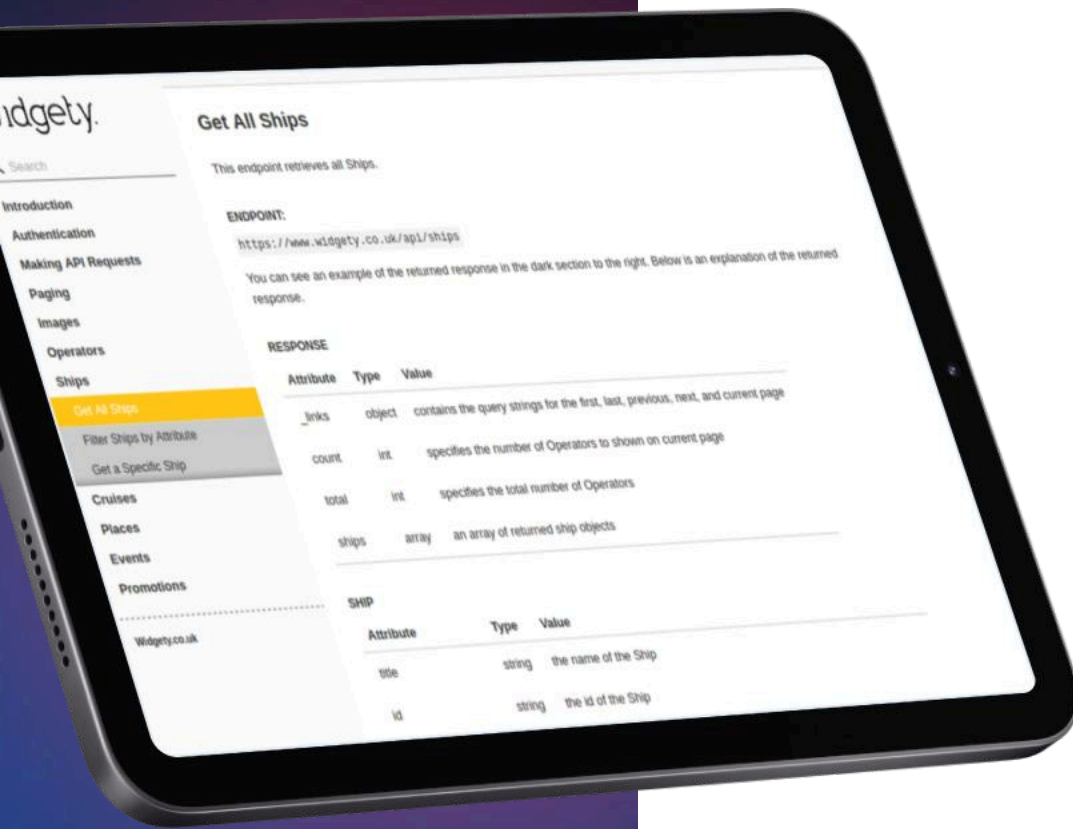 idgety.
Search
Introduction
Authentication
Making API Requests
Paging
Images
Operators
Ships
Get All Ships
Filter Ships by Attribute
Get a Specific Ship
Cruises
Places
Events
Promotions
Widgety.co.uk
Get All Ships
This endpoint retrieves all Ships.
ENDPOINT:
https://www.widgety.co.uk/api/ships
You can see an example of the returned response in the dark section to the right. Below is an explanation of the returned
response.
RESPONSE
Attribute Type Value
_links object contains the query strings for the first, last, previous, next, and current page
count int specifies the number of Operators to shown on current page
total int specifies the total number of Operators
ships array an array of returned ship objects
SHIP
Attribute Type Value
title string the name of the Ship
id string the id of the Ship